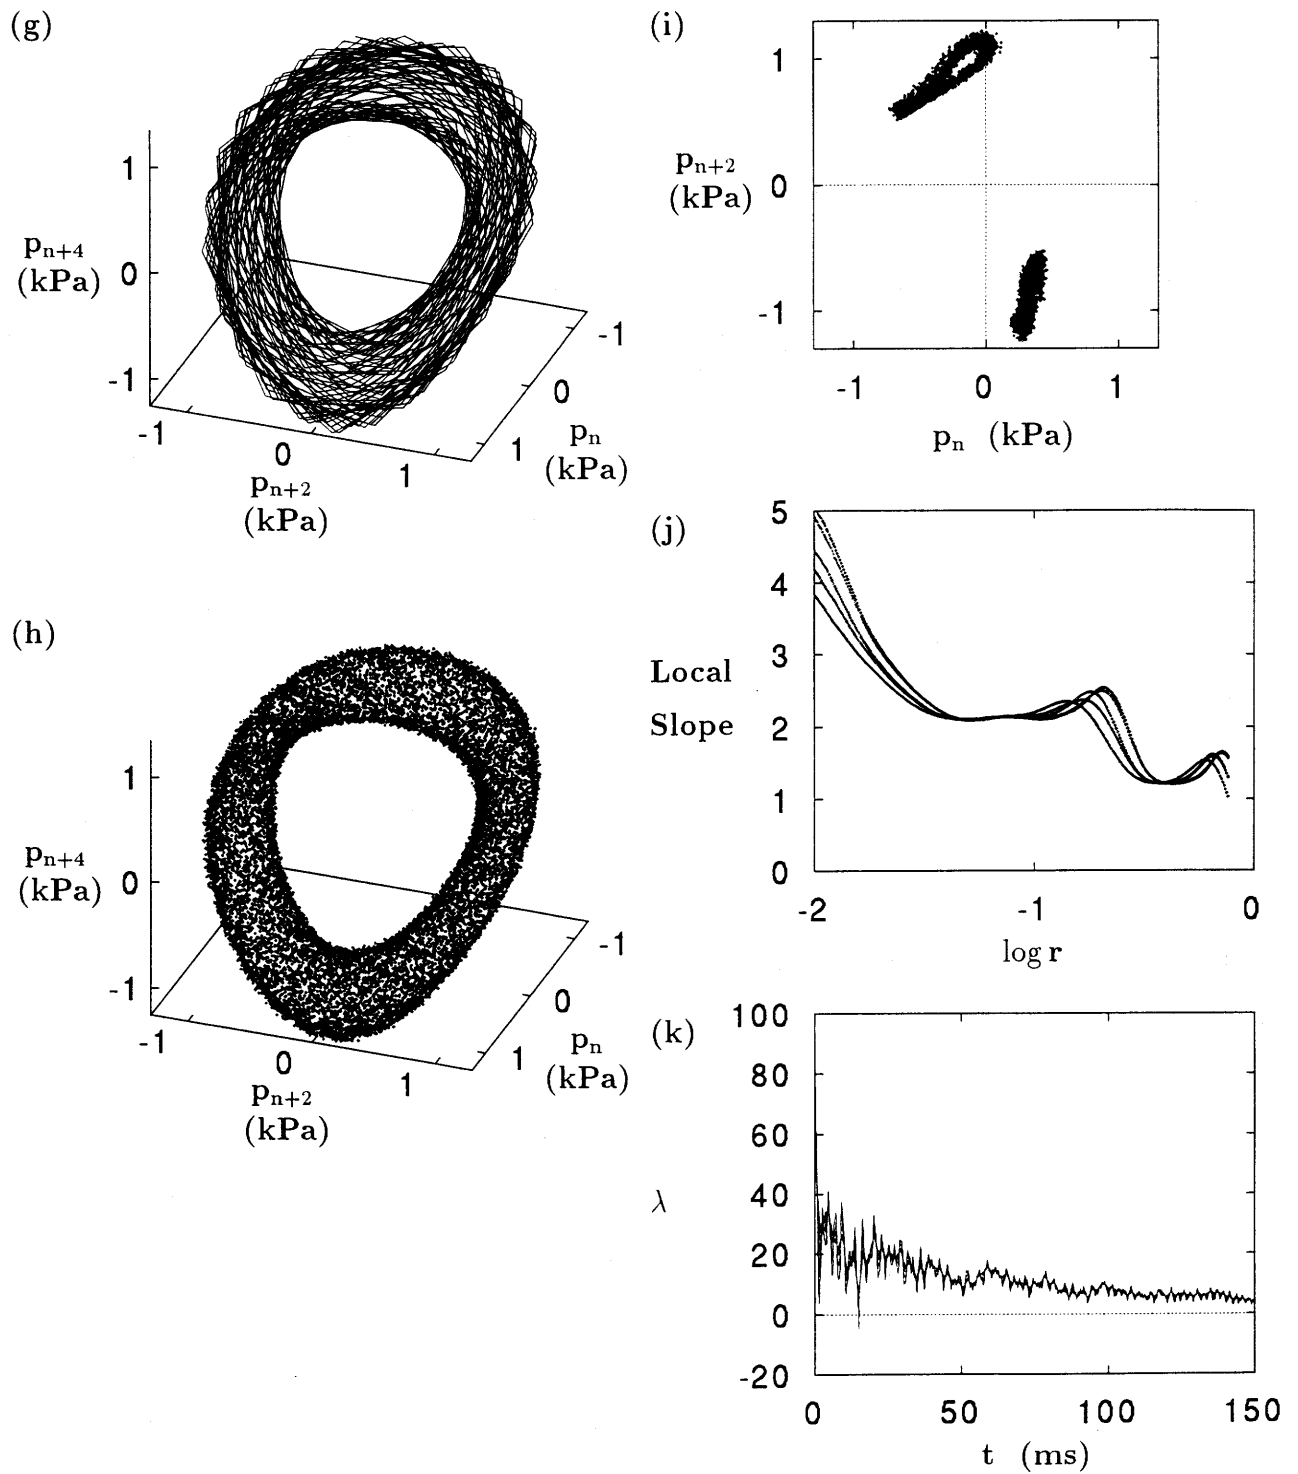 (g)
1
p_{n+4}
(kPa)
0
-1
-1
0
1
p_{n+2}
(kPa)
-1
0
1
p_n
(kPa)
(h)
1
p_{n+4}
(kPa)
0
-1
-1
0
1
p_{n+2}
(kPa)
-1
0
1
p_n
(kPa)
(i)
1
p_{n+2}
(kPa)
0
-1
-1
0
1
p_n (kPa)
(j)
5
4
3
Local
Slope
2
1
0
-2
-1
0
log r
(k)
100
80
60
40
λ
20
0
-20
0
50
100
150
t (ms)